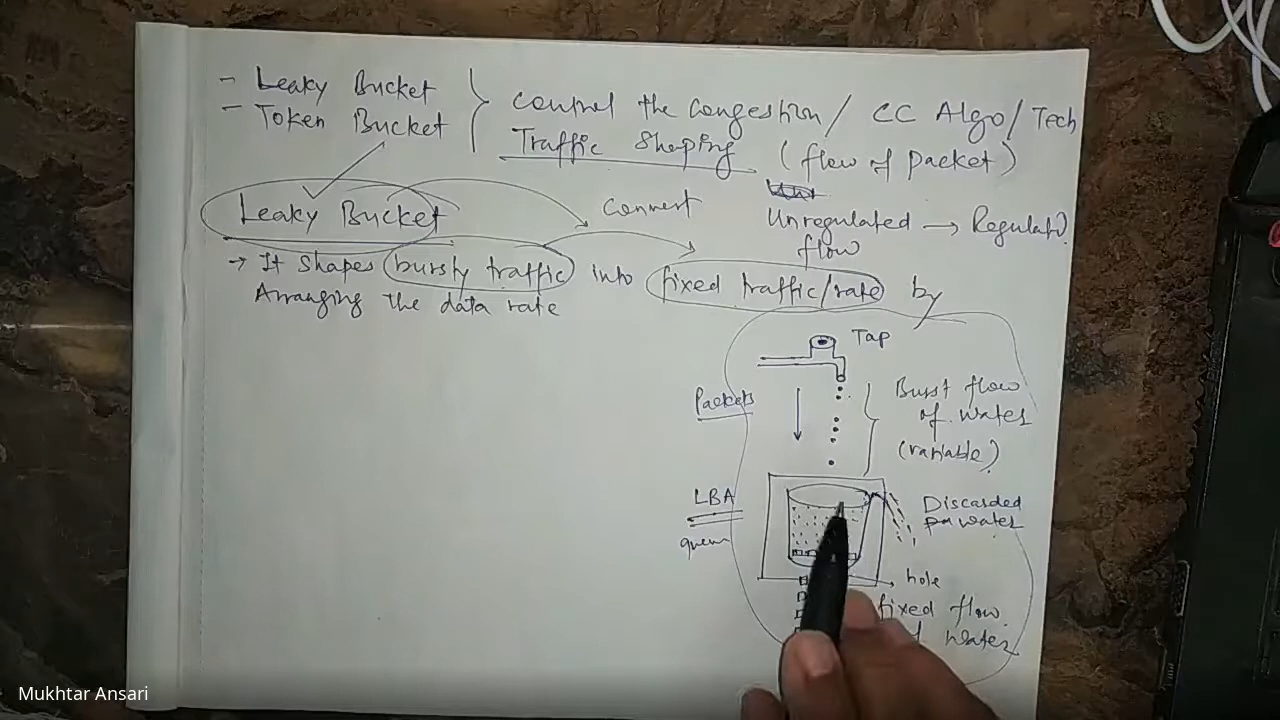 - Leaky Bucket
- Token Bucket
control the congestion / CC Algo / Tech
Traffic Shaping (flow of packet)
Leaky Bucket
Convert
Unregulated → Regulated
flow
→ It shapes bursty traffic into fixed traffic/rate by
Arranging the data rate
Tap
Packets
Burst flow
of water
(variable)
LBA
Discarded
water
hole
fixed flow
water
Mukhtar Ansari